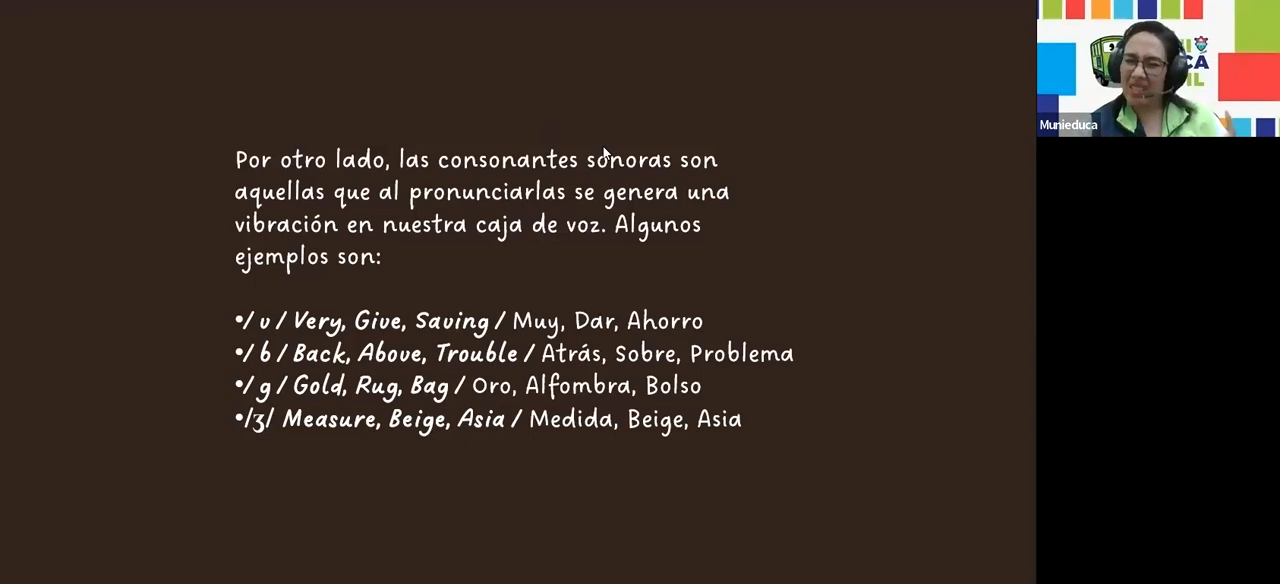 Por otro lado, las consonantes sonoras son
aquellas que al pronunciarlas se genera una
vibración en nuestra caja de voz. Algunos
ejemplos son:
•/ v / Very, Give, Saving / Muy, Dar, Ahorro
•/ b / Back, Above, Trouble / Atrás, Sobre, Problema
•/ g / Gold, Rug, Bag / Oro, Alfombra, Bolso
•/ʒ/ Measure, Beige, Asia / Medida, Beige, Asia
Munieduca